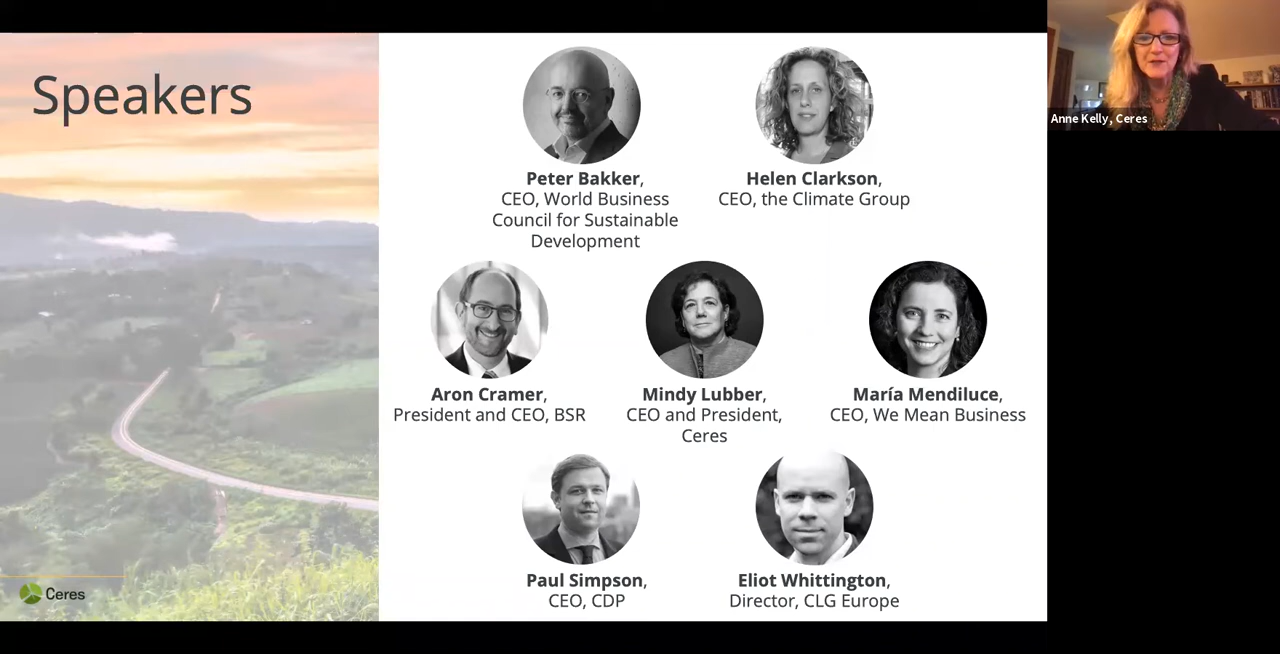 Speakers
Peter Bakker,
CEO, World Business
Council for Sustainable
Development
Helen Clarkson,
CEO, the Climate Group
Aron Cramer,
President and CEO, BSR
Mindy Lubber,
CEO and President,
Ceres
María Mendiluce,
CEO, We Mean Business
Paul Simpson,
CEO, CDP
Eliot Whittington,
Director, CLG Europe
Ceres
Anne Kelly, Ceres